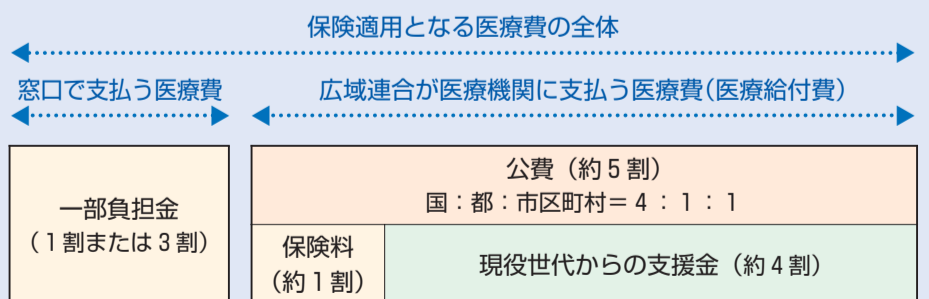 保険適用となる医療費の全体
窓口で支払う医療費
広域連合が医療機関に支払う医療費(医療給付費)
一部負担金
(1割または3割)
公費(約5割)
国:都:市区町村=4:1:1
保険料
(約1割)
現役世代からの支援金(約4割)